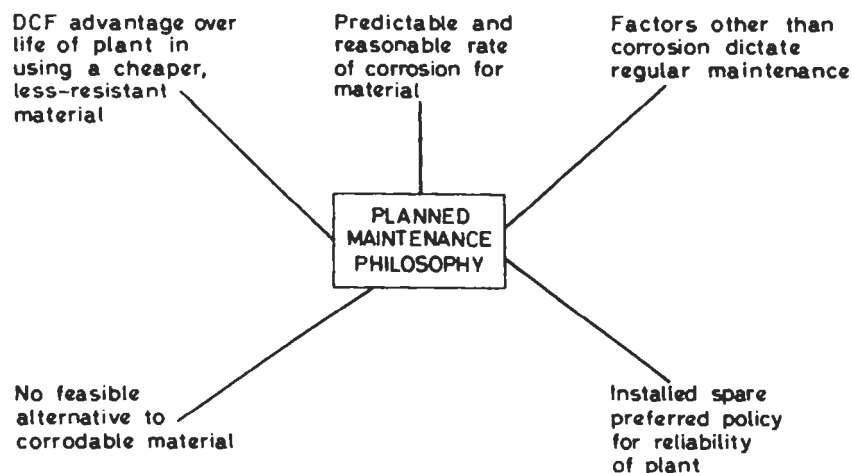 DCF advantage over
life of plant in
using a cheaper,
less-resistant
material
Predictable and
reasonable rate
of corrosion for
material
Factors other than
corrosion dictate
regular maintenance
PLANNED
MAINTENANCE
PHILOSOPHY
No feasible
alternative to
corrodable material
Installed spare
preferred policy
for reliability
of plant